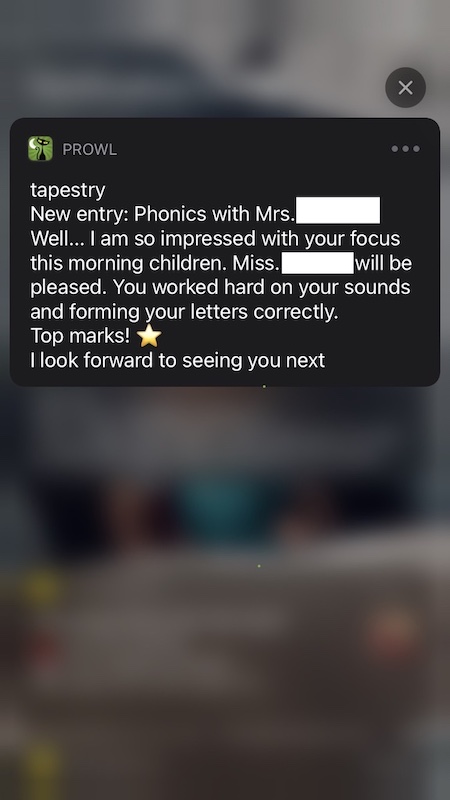 PROWL
tapestry
New entry: Phonics with Mrs.
Well... I am so impressed with your focus
this morning children. Miss. will be
pleased. You worked hard on your sounds
and forming your letters correctly.
Top marks! ⭐
I look forward to seeing you next